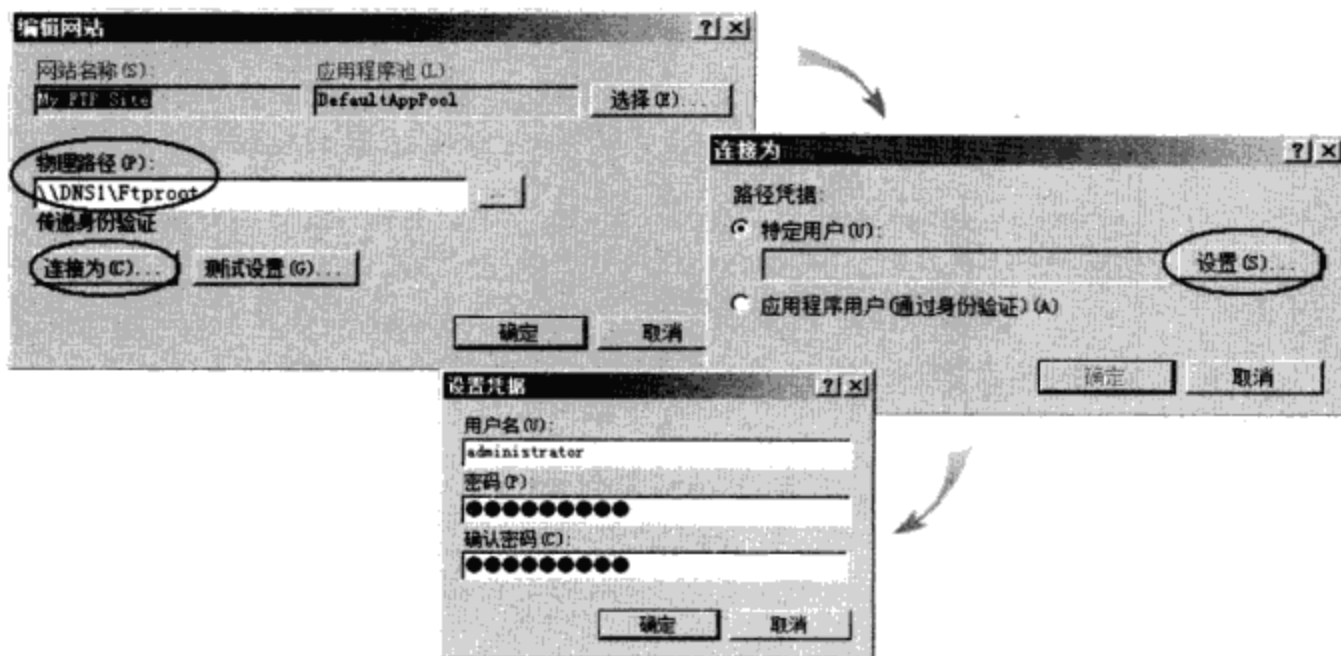 编辑网站
网站名称(S):
应用程序池(L):
My FTP Site
DefaultAppPool
选择(E)...
物理路径(P):
\\DNS1\Ftproot
...
传递身份验证
连接为(C)...
测试设置(G)...
确定
取消
连接为
路径凭据:
特定用户(U):
设置(S)...
应用程序用户(通过身份验证)(A)
确定
取消
设置凭据
用户名(U):
administrator
密码(P):
●●●●●●●●●
确认密码(C):
●●●●●●●●●
确定
取消